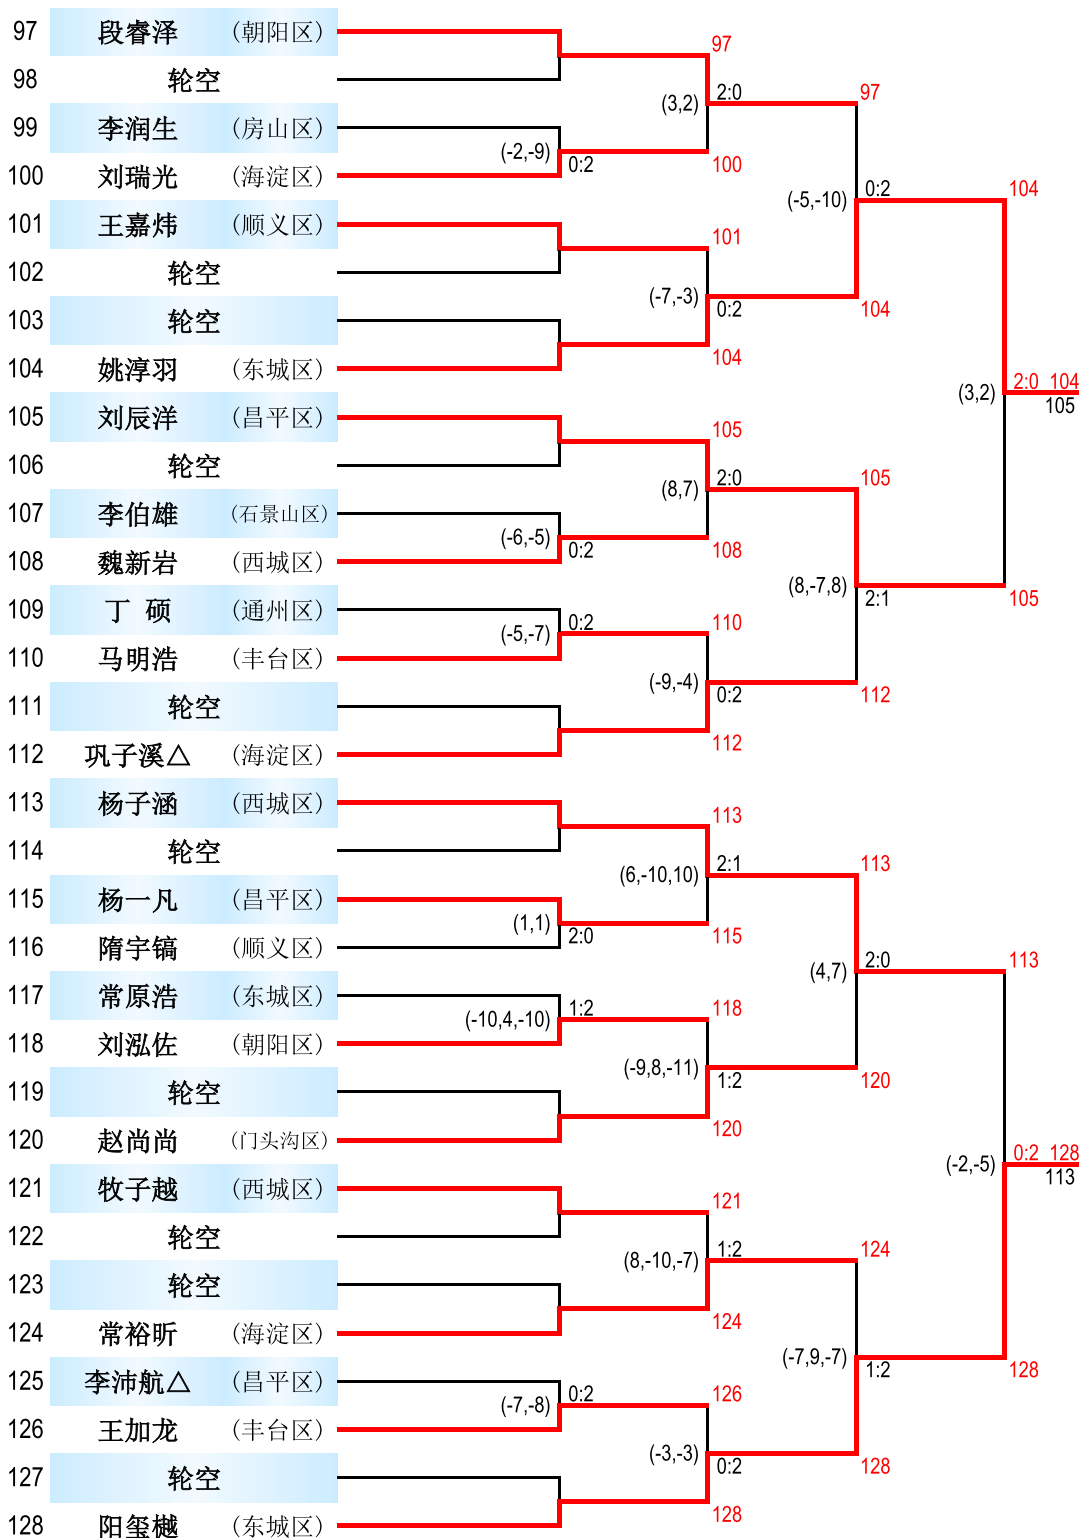 97 段睿泽 (朝阳区)
97
98 轮空
(3,2) 2:0 97
99 李润生 (房山区)
(-2,-9) 0:2 100
100 刘瑞光 (海淀区)
(-5,-10) 0:2 104
101 王嘉炜 (顺义区)
101
102 轮空
(-7,-3) 0:2 104
103 轮空
104
104 姚淳羽 (东城区)
(3,2) 2:0 104
105
105 刘辰洋 (昌平区)
105
106 轮空
(8,7) 2:0 105
107 李伯雄 (石景山区)
(-6,-5) 0:2 108
108 魏新岩 (西城区)
(8,-7,8) 2:1 105
109 丁 硕 (通州区)
(-5,-7) 0:2 110
110 马明浩 (丰台区)
(-9,-4) 0:2 112
111 轮空
112
112 巩子溪△ (海淀区)
113 杨子涵 (西城区)
113
114 轮空
(6,-10,10) 2:1 113
115 杨一凡 (昌平区)
(1,1) 2:0 115
116 隋宇镐 (顺义区)
(4,7) 2:0 113
117 常原浩 (东城区)
(-10,4,-10) 1:2 118
118 刘泓佐 (朝阳区)
(-9,8,-11) 1:2 120
119 轮空
120
120 赵尚尚 (门头沟区)
(-2,-5) 0:2 128
113
121 牧子越 (西城区)
121
122 轮空
(8,-10,-7) 1:2 124
123 轮空
124
124 常裕昕 (海淀区)
(-7,9,-7) 1:2 128
125 李沛航△ (昌平区)
(-7,-8) 0:2 126
126 王加龙 (丰台区)
(-3,-3) 0:2 128
127 轮空
128
128 阳玺樾 (东城区)